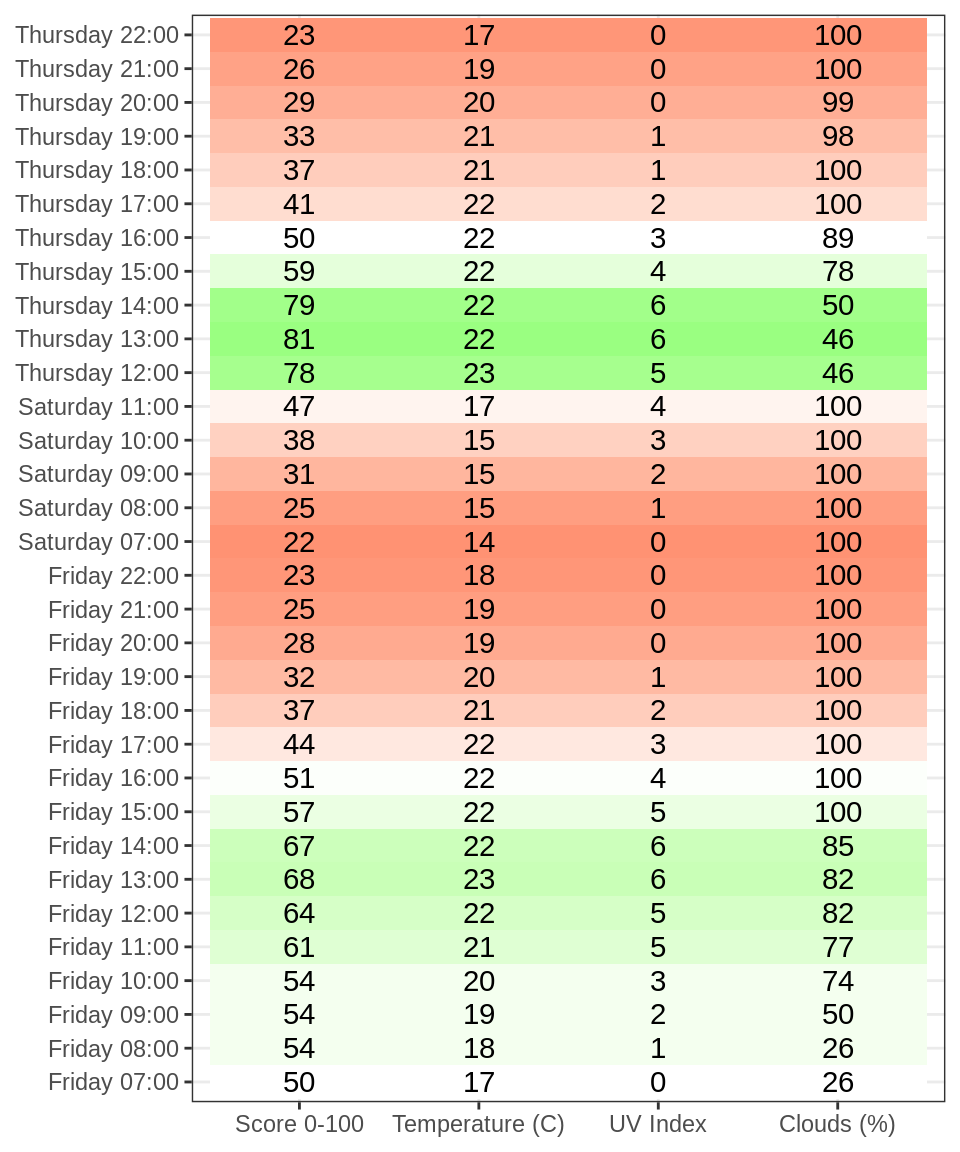 Thursday 22:00 23 17 0 100
Thursday 21:00 26 19 0 100
Thursday 20:00 29 20 0 99
Thursday 19:00 33 21 1 98
Thursday 18:00 37 21 1 100
Thursday 17:00 41 22 2 100
Thursday 16:00 50 22 3 89
Thursday 15:00 59 22 4 78
Thursday 14:00 79 22 6 50
Thursday 13:00 81 22 6 46
Thursday 12:00 78 23 5 46
Saturday 11:00 47 17 4 100
Saturday 10:00 38 15 3 100
Saturday 09:00 31 15 2 100
Saturday 08:00 25 15 1 100
Saturday 07:00 22 14 0 100
Friday 22:00 23 18 0 100
Friday 21:00 25 19 0 100
Friday 20:00 28 19 0 100
Friday 19:00 32 20 1 100
Friday 18:00 37 21 2 100
Friday 17:00 44 22 3 100
Friday 16:00 51 22 4 100
Friday 15:00 57 22 5 100
Friday 14:00 67 22 6 85
Friday 13:00 68 23 6 82
Friday 12:00 64 22 5 82
Friday 11:00 61 21 5 77
Friday 10:00 54 20 3 74
Friday 09:00 54 19 2 50
Friday 08:00 54 18 1 26
Friday 07:00 50 17 0 26
Score 0-100 Temperature (C) UV Index Clouds (%)